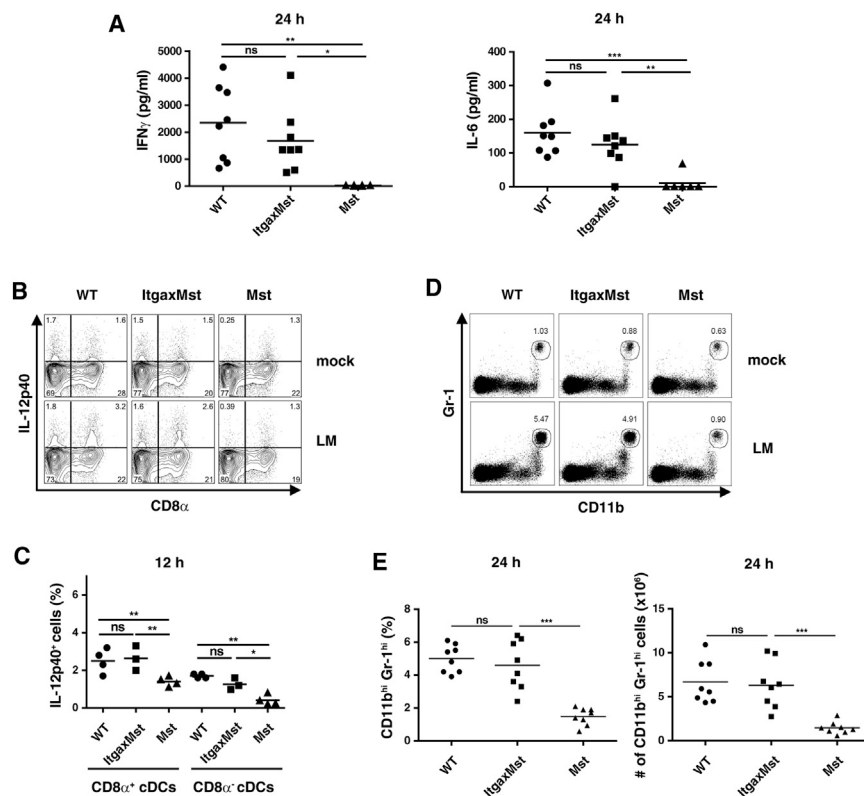 A
24 h
**
ns
*
IFNγ (pg/ml)
5000
4000
3000
2000
1000
0
WT
ItgaxMst
Mst
24 h
***
ns
**
IL-6 (pg/ml)
400
300
200
100
0
WT
ItgaxMst
Mst
B
WT
ItgaxMst
Mst
1.7
1.6
1.5
1.5
0.25
1.3
69
28
77
20
77
22
mock
1.8
3.2
1.6
2.6
0.39
1.3
73
22
75
21
80
19
LM
IL-12p40
CD8α
D
WT
ItgaxMst
Mst
1.03
0.88
0.63
mock
5.47
4.91
0.90
LM
Gr-1
CD11b
C
12 h
IL-12p40⁺ cells (%)
6
4
2
0
**
ns
**
**
ns
*
WT
ItgaxMst
Mst
WT
ItgaxMst
Mst
CD8α⁺ cDCs
CD8α⁻ cDCs
E
24 h
CD11bʰⁱ Gr-1ʰⁱ (%)
8
6
4
2
0
ns
***
WT
ItgaxMst
Mst
24 h
# of CD11bʰⁱ Gr-1ʰⁱ cells (x10⁶)
15
10
5
0
ns
***
WT
ItgaxMst
Mst